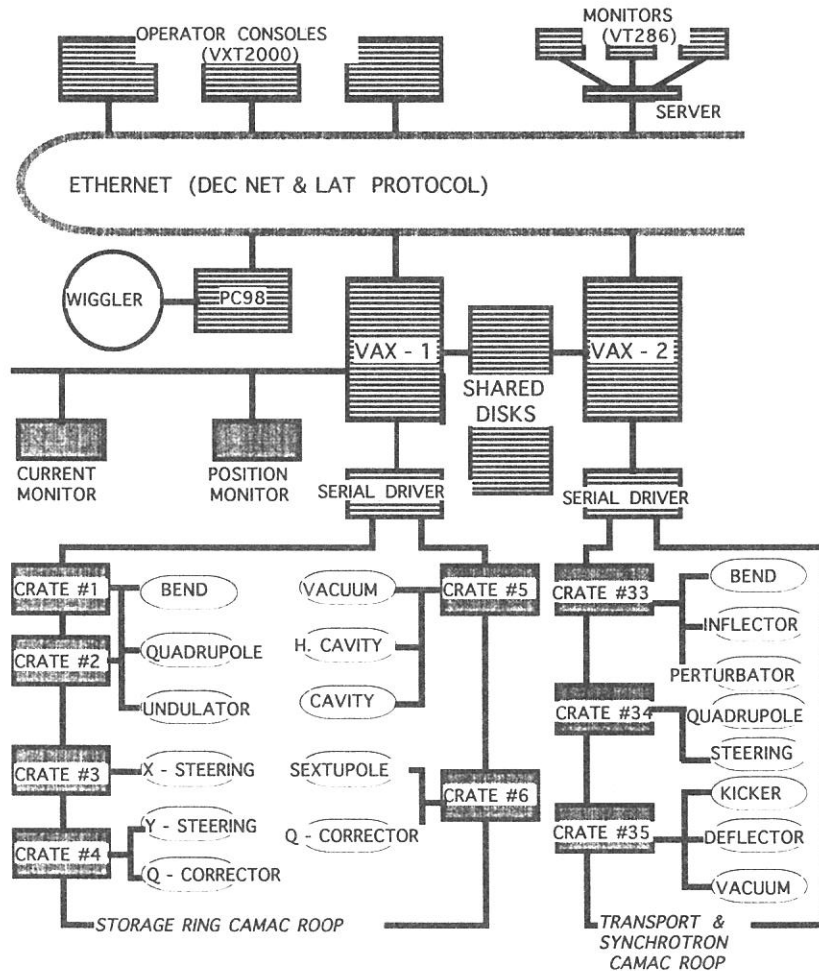 OPERATOR CONSOLES
(VXT2000)
MONITORS
(VT286)
SERVER
ETHERNET (DEC NET & LAT PROTOCOL)
WIGGLER
PC98
VAX - 1
VAX - 2
SHARED
DISKS
CURRENT
MONITOR
POSITION
MONITOR
SERIAL DRIVER
SERIAL DRIVER
CRATE #1
BEND
CRATE #2
QUADRUPOLE
UNDULATOR
CRATE #3
X - STEERING
CRATE #4
Y - STEERING
Q - CORRECTOR
VACUUM
CRATE #5
H. CAVITY
CAVITY
SEXTUPOLE
CRATE #6
Q - CORRECTOR
STORAGE RING CAMAC ROOP
CRATE #33
BEND
INFLECTOR
PERTURBATOR
CRATE #34
QUADRUPOLE
STEERING
CRATE #35
KICKER
DEFLECTOR
VACUUM
TRANSPORT &
SYNCHROTRON
CAMAC ROOP